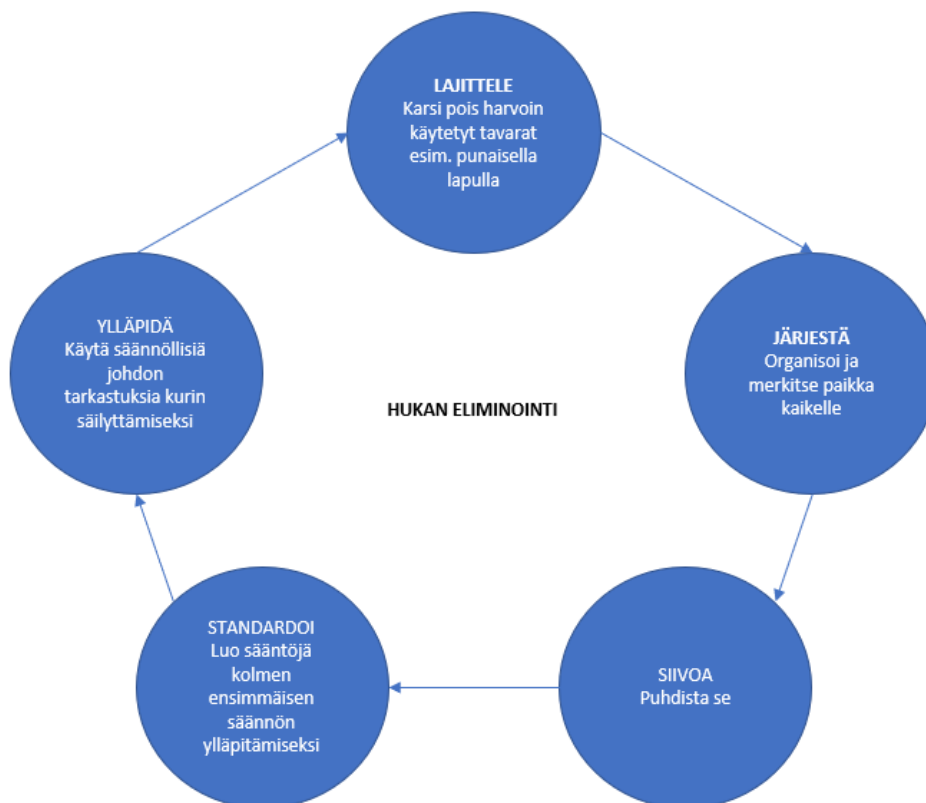 LAJITTELE
Karsi pois harvoin
käytetyt tavarat
esim. punaisella
lapulla
JÄRJESTÄ
Organisoi ja
merkitse paikka
kaikelle
SIIVOA
Puhdista se
STANDARDOI
Luo sääntöjä
kolmen
ensimmäisen
säännön
ylläpitämiseksi
YLLÄPIDÄ
Käytä säännöllisiä
johdon
tarkastuksia kurin
säilyttämiseksi
HUKAN ELIMINOINTI